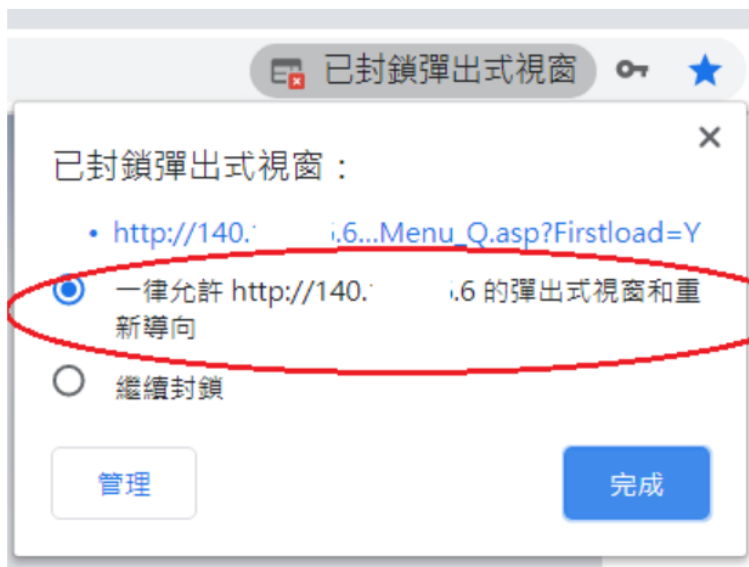 已封鎖彈出式視窗
已封鎖彈出式視窗：
• http://140. .6...Menu_Q.asp?Firstload=Y
一律允許 http://140. .6 的彈出式視窗和重
新導向
繼續封鎖
管理
完成